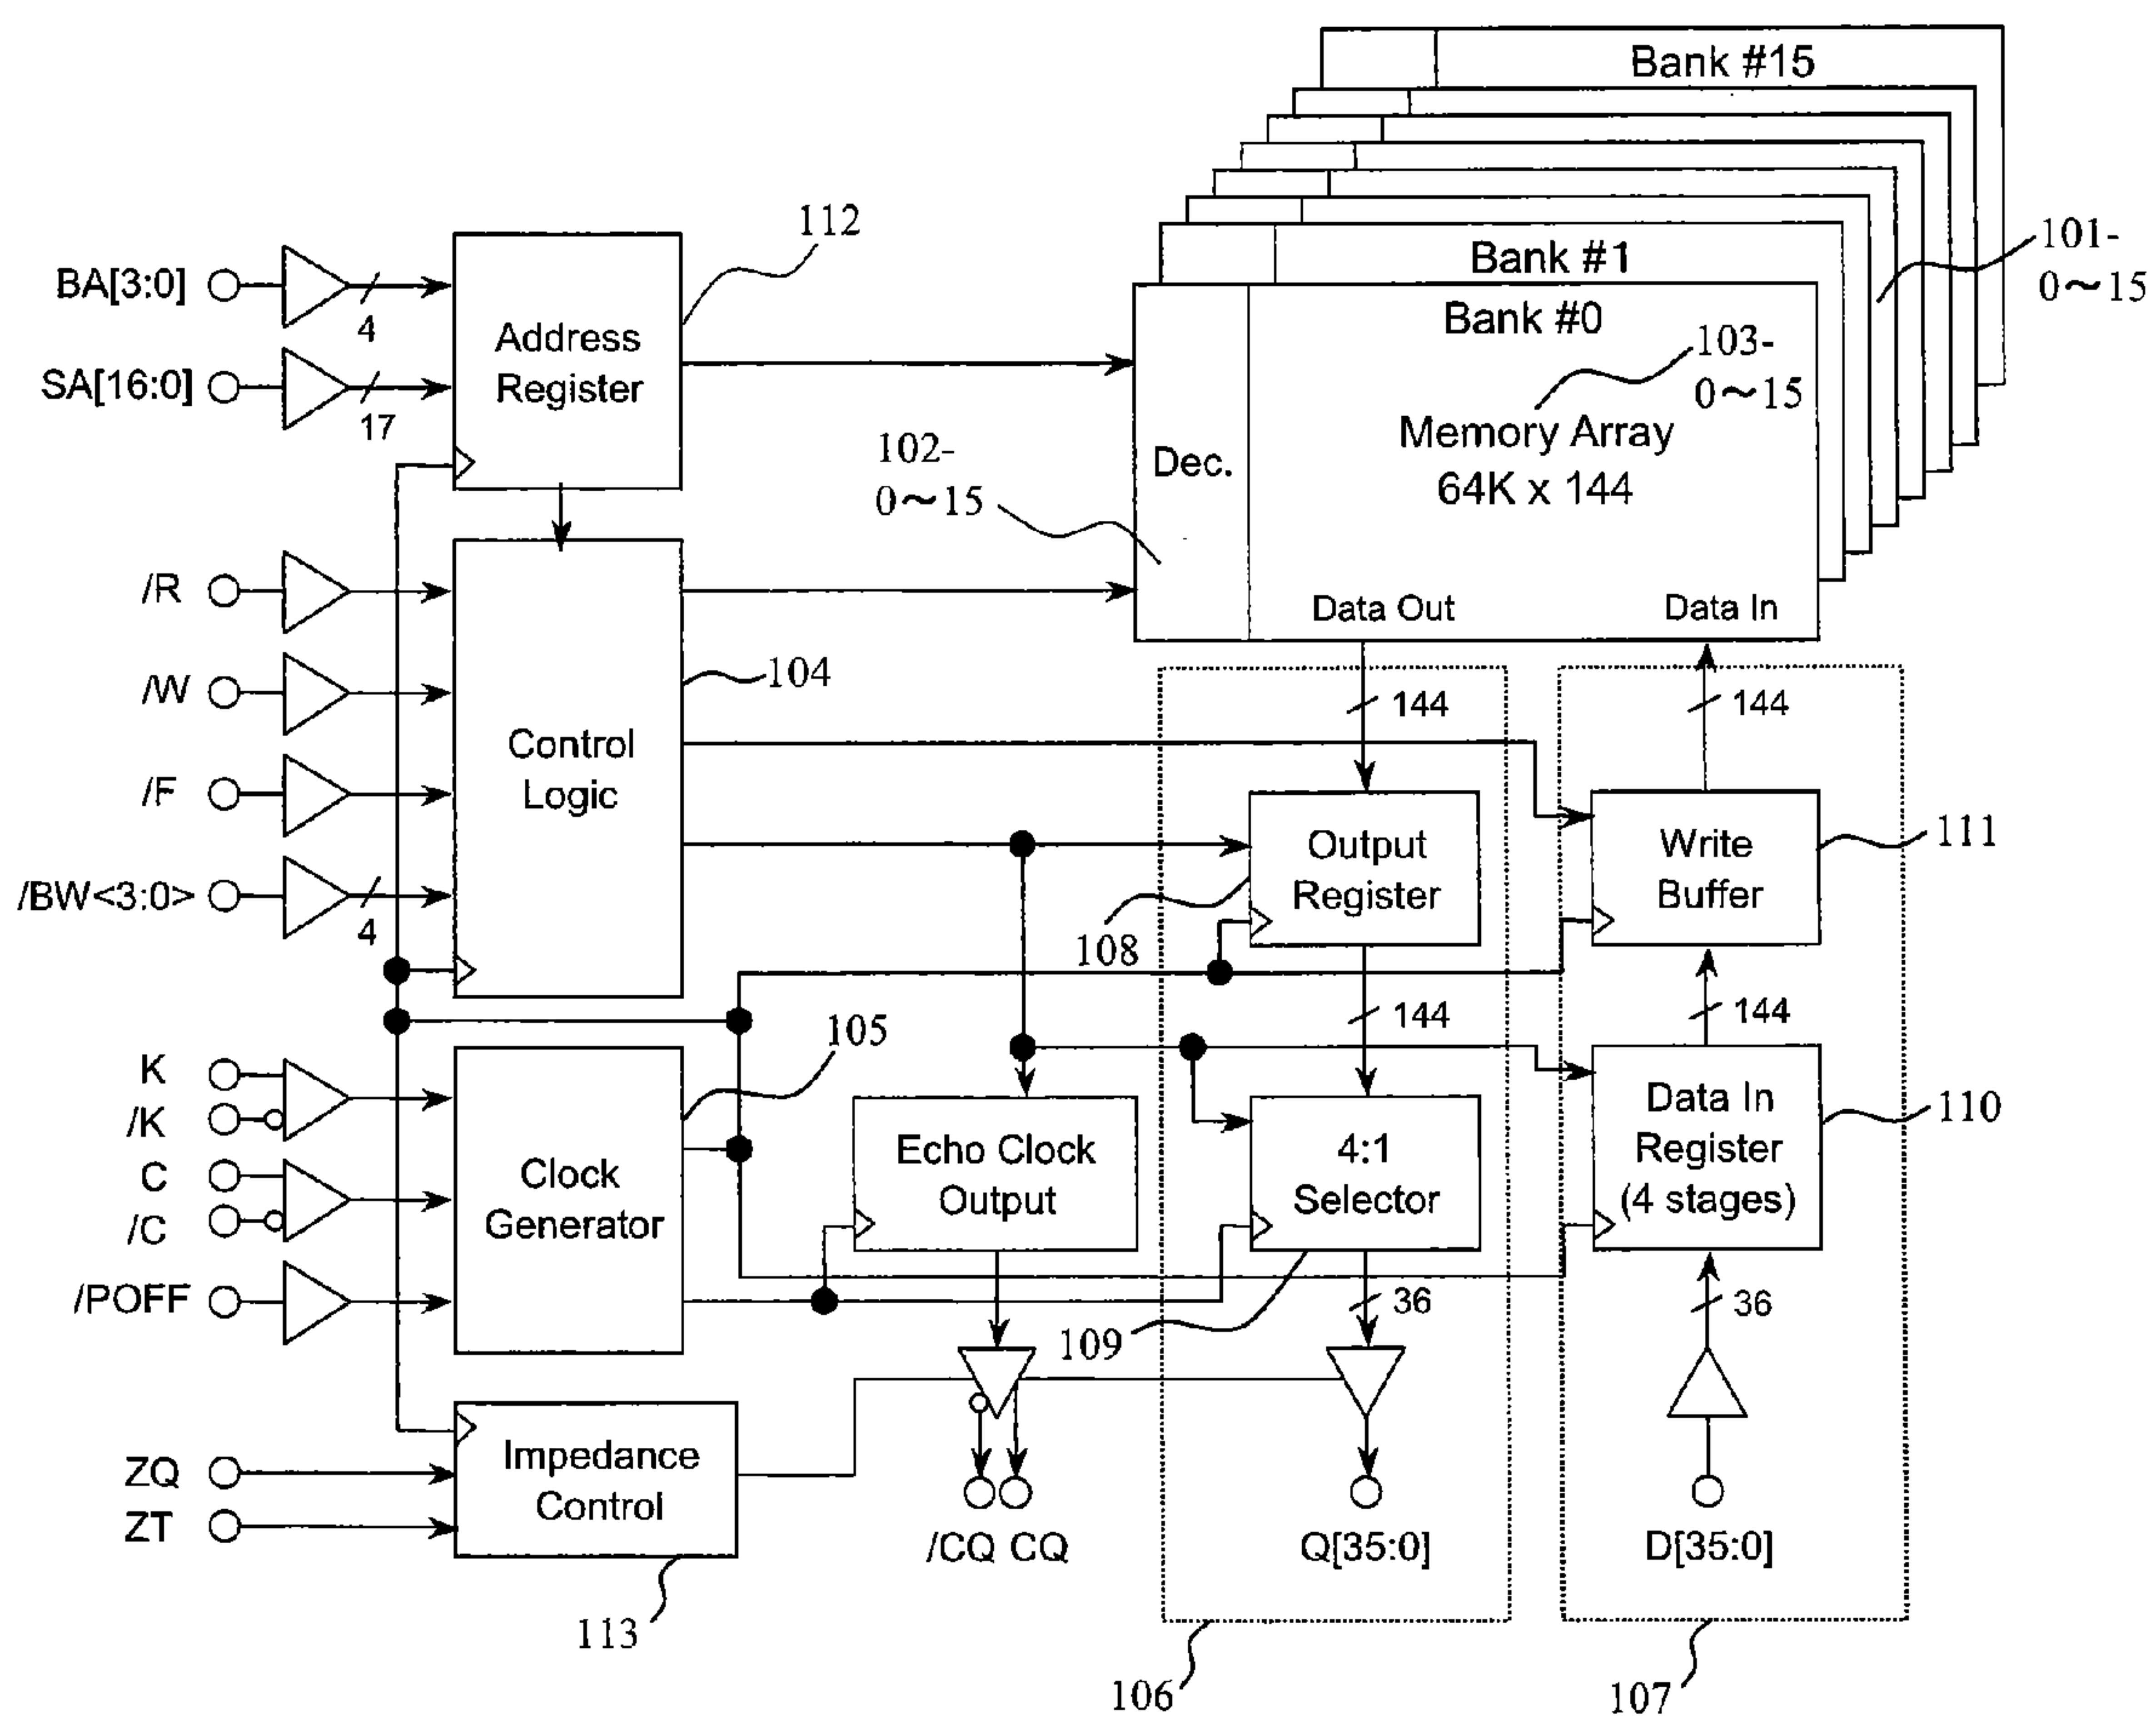 Bank #15
Bank #1
Bank #0
101-
0～15
103-
0～15
Memory Array
64K x 144
Dec.
102-
0～15
Data Out
Data In
112
BA[3:0]
4
SA[16:0]
17
Address
Register
/R
/W
/F
/BW<3:0>
4
Control
Logic
104
144
144
Output
Register
108
Write
Buffer
111
144
144
K
/K
C
/C
/POFF
Clock
Generator
105
Echo Clock
Output
4:1
Selector
109
Data In
Register
(4 stages)
110
36
36
ZQ
ZT
Impedance
Control
113
/CQ CQ
Q[35:0]
D[35:0]
106
107